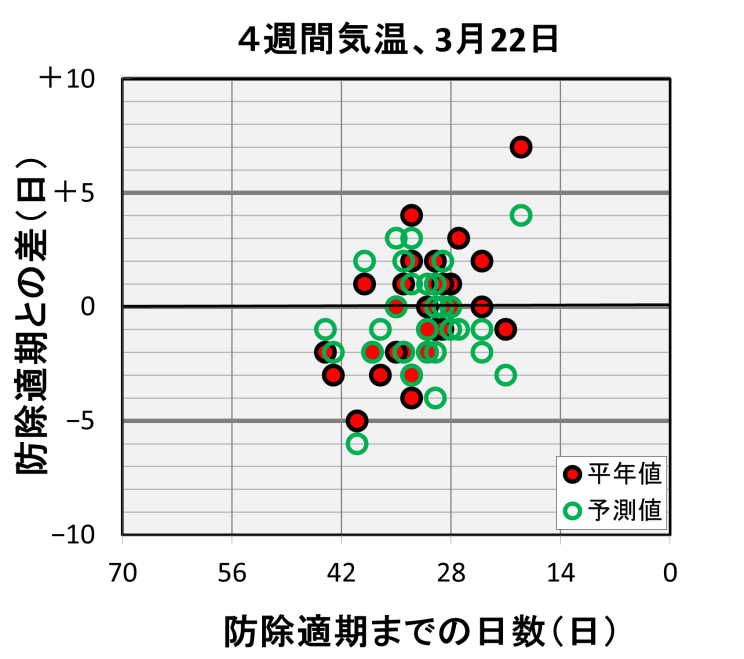 ４週間気温、3月22日
防除適期との差（日）
＋10
＋5
0
−5
−10
平年値
予測値
70 56 42 28 14 0
防除適期までの日数（日）